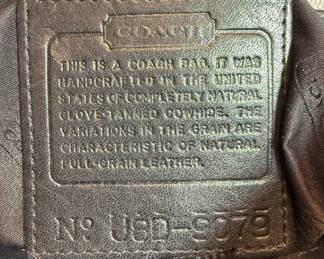 COACH
THIS IS A COACH BAG. IT WAS
HANDCRAFTED IN THE UNITED
STATES OF COMPLETELY NATURAL
GLOVE-TANNED COWHIDE. THE
VARIATIONS IN THE GRAIN ARE
CHARACTERISTIC OF NATURAL
FULL-GRAIN LEATHER.
Nº U9D-9079